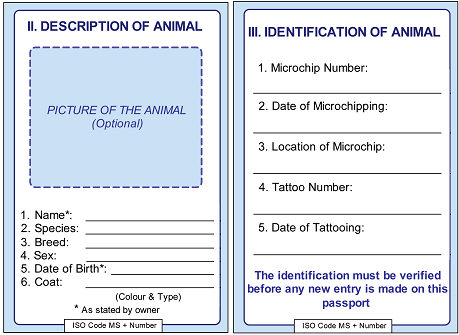 II. DESCRIPTION OF ANIMAL
PICTURE OF THE ANIMAL
(Optional)
1. Name*:
2. Species:
3. Breed:
4. Sex:
5. Date of Birth*:
6. Coat:
(Colour & Type)
* As stated by owner
ISO Code MS + Number
III. IDENTIFICATION OF ANIMAL
1. Microchip Number:
2. Date of Microchipping:
3. Location of Microchip:
4. Tattoo Number:
5. Date of Tattooing:
The identification must be verified
before any new entry is made on this
passport
ISO Code MS + Number